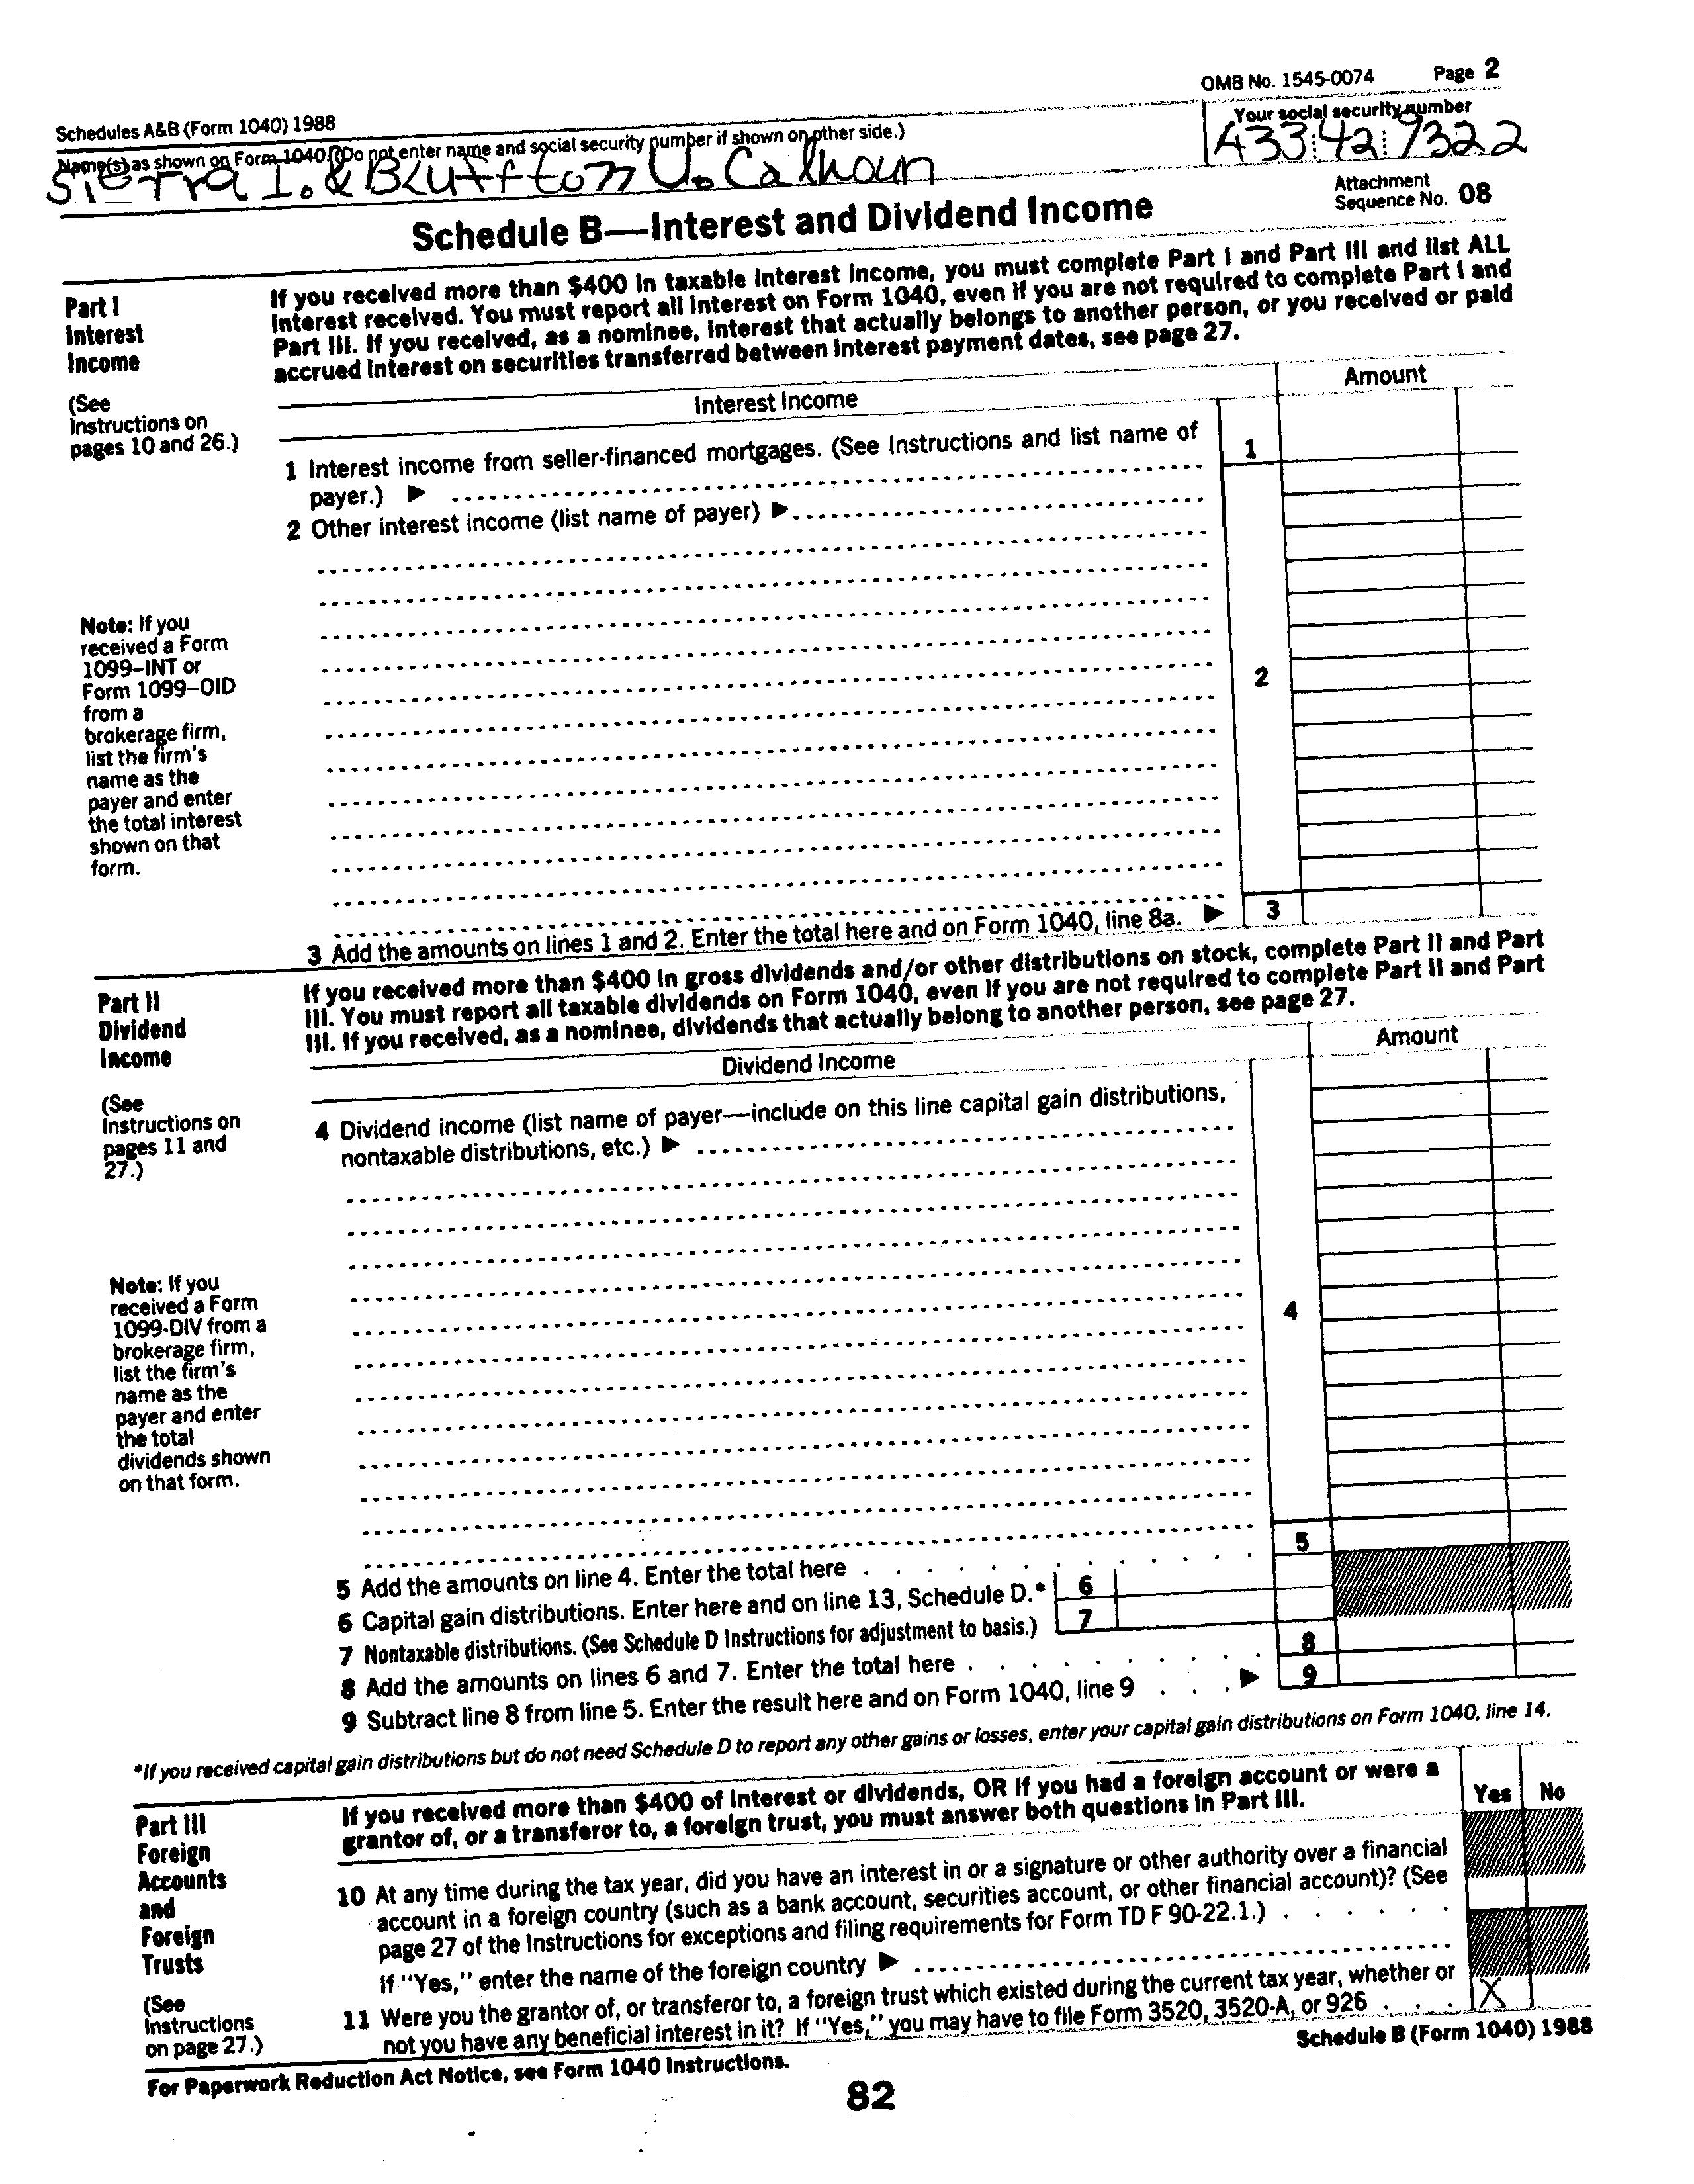 OMB No. 1545-0074 Page 2
Schedules A&B (Form 1040) 1988
Name(s) as shown on Form 1040. (Do not enter name and social security number if shown on other side.)
Your social security number
Sierra I. & Bluffton U. Calhoun
433 42 9322
Attachment
Sequence No. 08
Schedule B—Interest and Dividend Income
Part I
Interest
Income
(See
Instructions on
pages 10 and 26.)
If you received more than $400 in taxable interest income, you must complete Part I and Part III and list ALL
interest received. You must report all interest on Form 1040, even if you are not required to complete Part I and
Part III. If you received, as a nominee, interest that actually belongs to another person, or you received or paid
accrued interest on securities transferred between interest payment dates, see page 27.
Interest Income
Amount
1 Interest income from seller-financed mortgages. (See Instructions and list name of
payer.) ▶
1
2 Other interest income (list name of payer) ▶
Note: If you
received a Form
1099–INT or
Form 1099–OID
from a
brokerage firm,
list the firm's
name as the
payer and enter
the total interest
shown on that
form.
2
3 Add the amounts on lines 1 and 2. Enter the total here and on Form 1040, line 8a. ▶ 3
Part II
Dividend
Income
(See
Instructions on
pages 11 and
27.)
If you received more than $400 in gross dividends and/or other distributions on stock, complete Part II and Part
III. You must report all taxable dividends on Form 1040, even if you are not required to complete Part II and Part
III. If you received, as a nominee, dividends that actually belong to another person, see page 27.
Dividend Income
Amount
4 Dividend income (list name of payer—include on this line capital gain distributions,
nontaxable distributions, etc.) ▶
Note: If you
received a Form
1099-DIV from a
brokerage firm,
list the firm's
name as the
payer and enter
the total
dividends shown
on that form.
4
5 Add the amounts on line 4. Enter the total here . . . . . . . . . . . 5
6 Capital gain distributions. Enter here and on line 13, Schedule D.* 6
7 Nontaxable distributions. (See Schedule D Instructions for adjustment to basis.) 7
8 Add the amounts on lines 6 and 7. Enter the total here . . . . . . . . . . 8
9 Subtract line 8 from line 5. Enter the result here and on Form 1040, line 9 . . . ▶ 9
*If you received capital gain distributions but do not need Schedule D to report any other gains or losses, enter your capital gain distributions on Form 1040, line 14.
Part III
Foreign
Accounts
and
Foreign
Trusts
(See
Instructions
on page 27.)
If you received more than $400 of interest or dividends, OR if you had a foreign account or were a
grantor of, or a transferor to, a foreign trust, you must answer both questions in Part III.
Yes No
10 At any time during the tax year, did you have an interest in or a signature or other authority over a financial
account in a foreign country (such as a bank account, securities account, or other financial account)? (See
page 27 of the Instructions for exceptions and filing requirements for Form TD F 90-22.1.) . . . . . .
If "Yes," enter the name of the foreign country ▶
11 Were you the grantor of, or transferor to, a foreign trust which existed during the current tax year, whether or
not you have any beneficial interest in it? If "Yes," you may have to file Form 3520, 3520-A, or 926 . . . X
For Paperwork Reduction Act Notice, see Form 1040 Instructions.
Schedule B (Form 1040) 1988
82